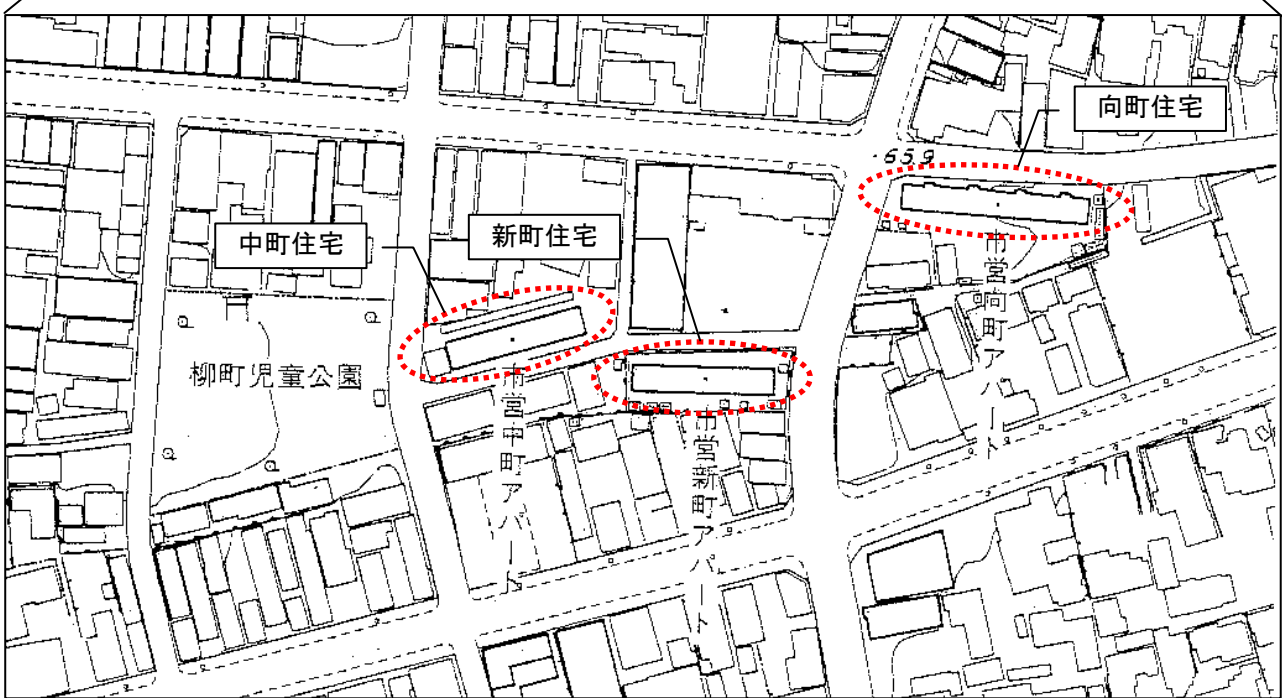 向町住宅
659
新町住宅
中町住宅
柳町児童公園
市営向町アパート
市営中町アパート
市営新町アパート